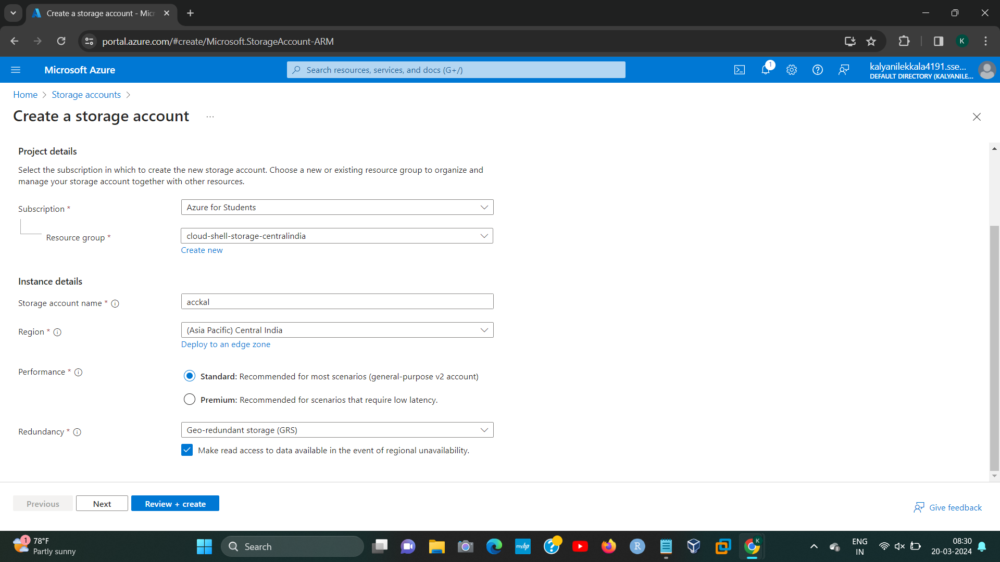 Create a storage account - Mic
portal.azure.com/#create/Microsoft.StorageAccount-ARM
K
Microsoft Azure
Search resources, services, and docs (G+/)
1
kalyanilekkala4191.sse...
DEFAULT DIRECTORY (KALYANILE...
Home > Storage accounts >
Create a storage account ...
Project details
Select the subscription in which to create the new storage account. Choose a new or existing resource group to organize and
manage your storage account together with other resources.
Subscription *
Azure for Students
Resource group *
cloud-shell-storage-centralindia
Create new
Instance details
Storage account name *
acckal
Region *
(Asia Pacific) Central India
Deploy to an edge zone
Performance *
Standard: Recommended for most scenarios (general-purpose v2 account)
Premium: Recommended for scenarios that require low latency.
Redundancy *
Geo-redundant storage (GRS)
Make read access to data available in the event of regional unavailability.
Previous
Next
Review + create
Give feedback
1
78°F
Partly sunny
Search
myhp
R
K
ENG
IN
08:30
20-03-2024